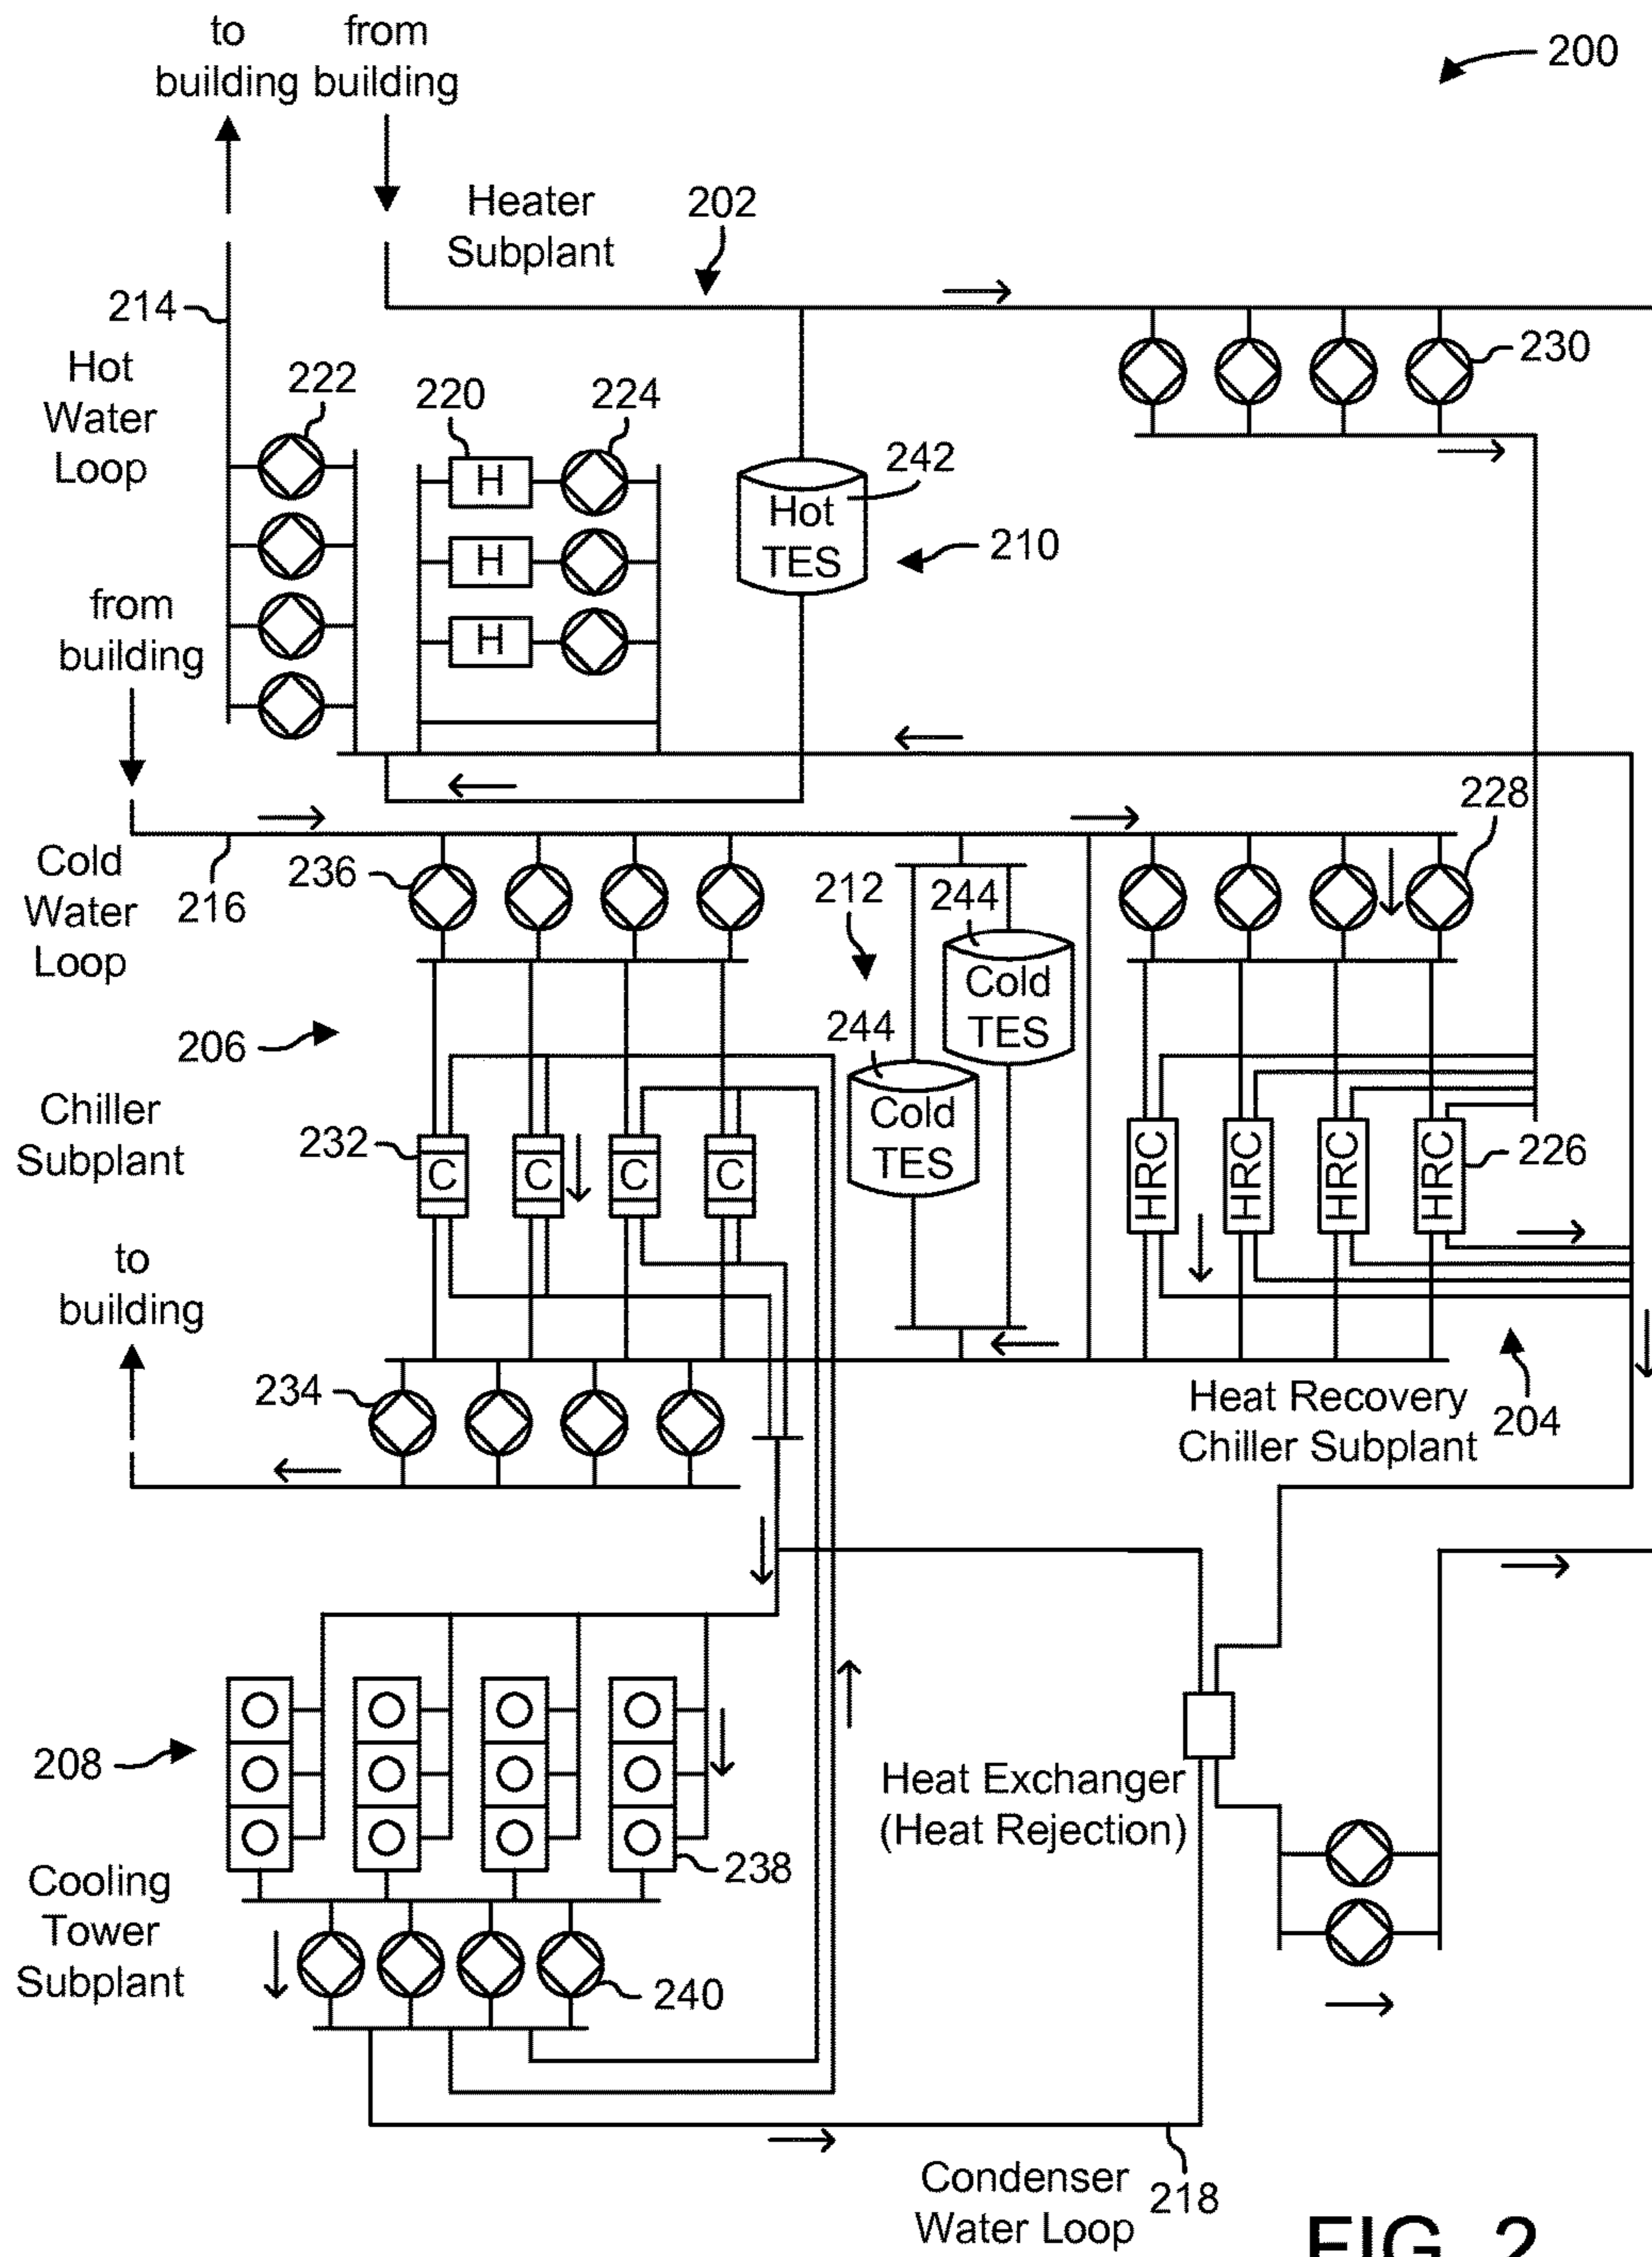 to
building
from
building
200
Heater
Subplant
202
214
Hot
Water
Loop
222
220
224
230
H
H
H
Hot
TES
242
210
from
building
228
Cold
Water
Loop
216
236
212
244
Cold
TES
244
Cold
TES
206
Chiller
Subplant
232
C
C
C
C
HRC
HRC
HRC
HRC
226
to
building
234
Heat Recovery
Chiller Subplant
204
208
Heat Exchanger
(Heat Rejection)
238
Cooling
Tower
Subplant
240
Condenser
Water Loop
218
FIG. 2